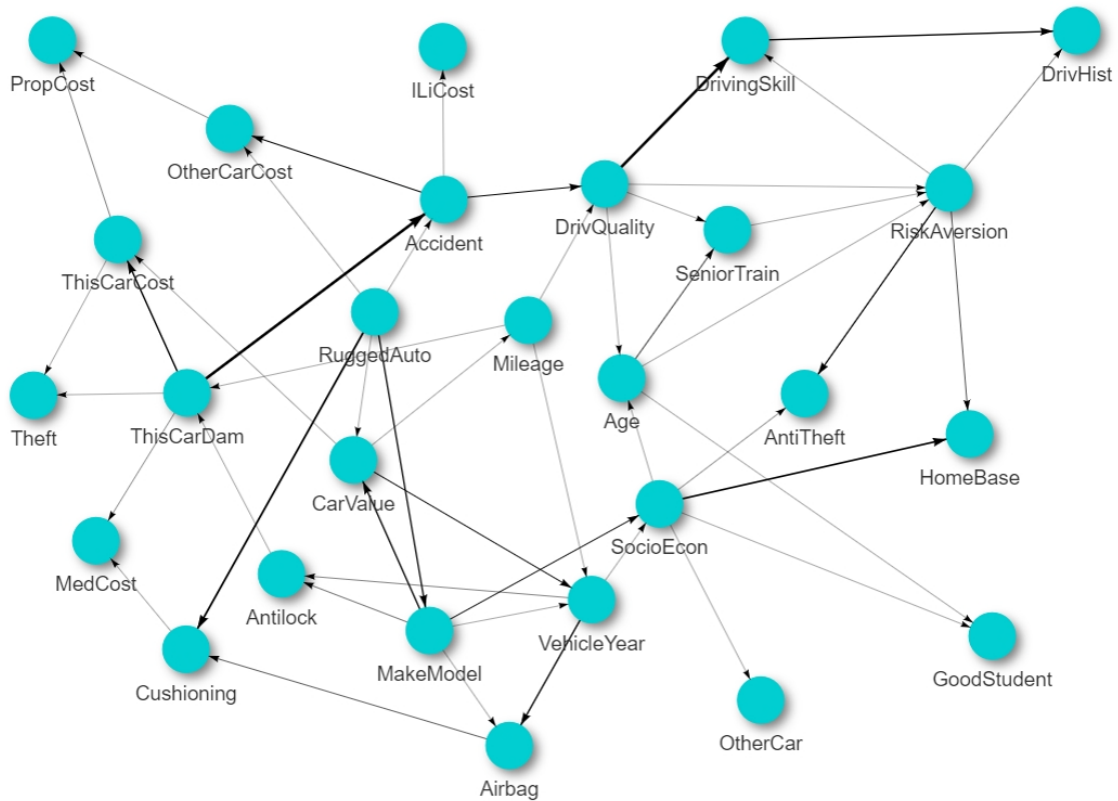 PropCost
ILiCost
DrivingSkill
DrivHist
OtherCarCost
Accident
DrivQuality
RiskAversion
SeniorTrain
ThisCarCost
RuggedAuto
Mileage
Theft
ThisCarDam
Age
AntiTheft
HomeBase
CarValue
SocioEcon
MedCost
Antilock
VehicleYear
MakeModel
GoodStudent
Cushioning
OtherCar
Airbag